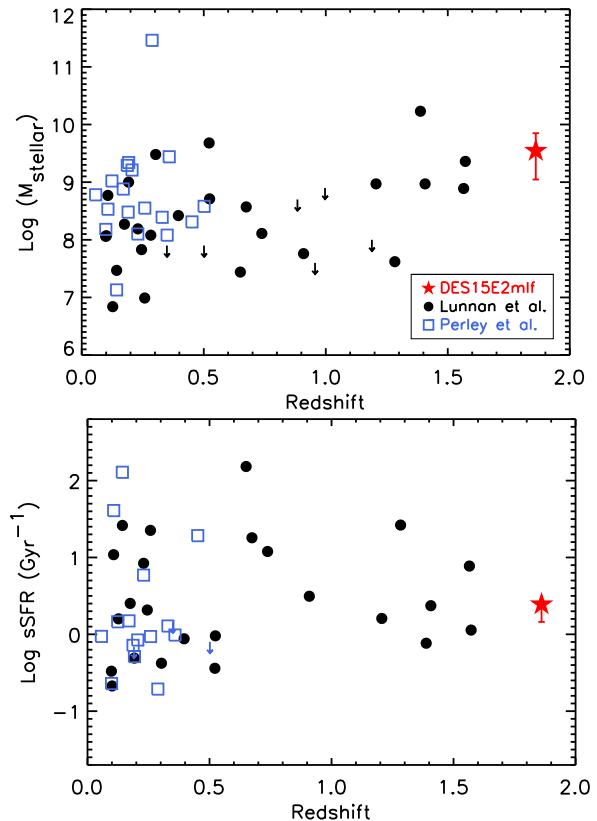 12
11
10
9
8
7
6
Log (M_stellar)
★ DES15E2mlf
● Lunnan et al.
□ Perley et al.
0.0 0.5 1.0 1.5 2.0
Redshift
2
1
0
−1
Log sSFR (Gyr⁻¹)
0.0 0.5 1.0 1.5 2.0
Redshift